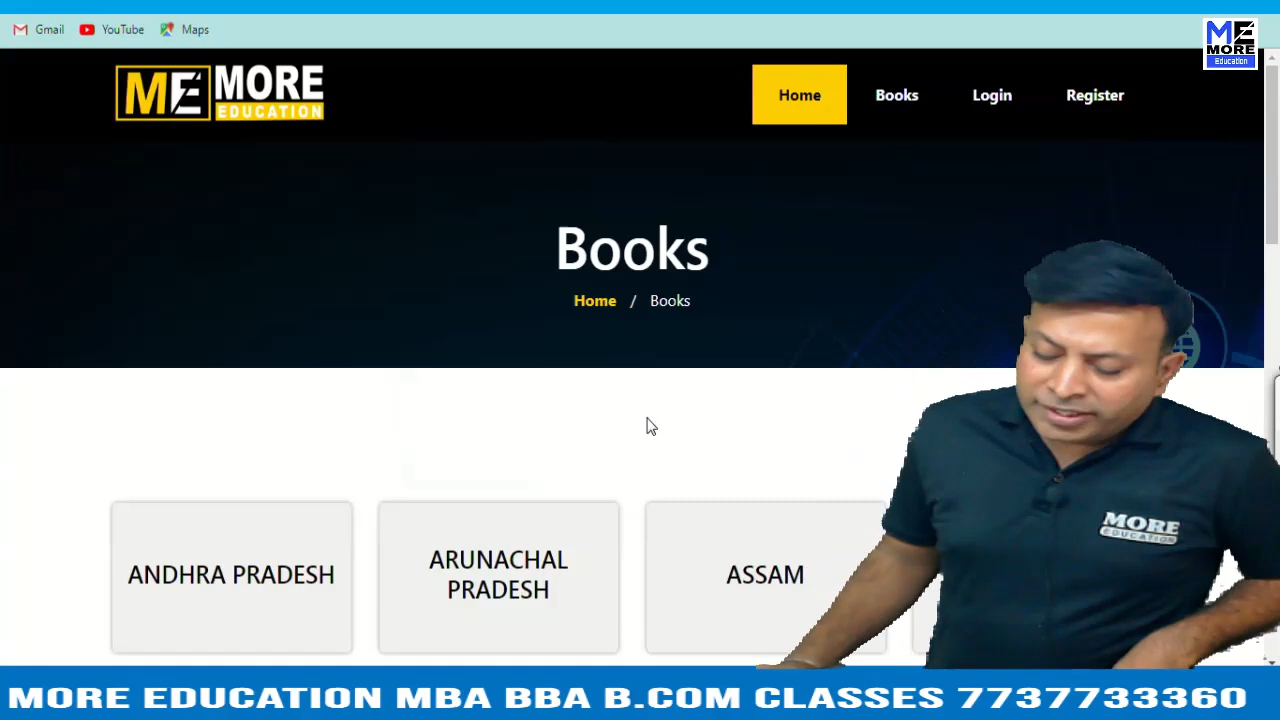 Gmail YouTube Maps
ME
MORE
Education
ME MORE
EDUCATION
Home Books Login Register
Books
Home / Books
ANDHRA PRADESH
ARUNACHAL
PRADESH
ASSAM
MORE
EDUCATION
MORE EDUCATION MBA BBA B.COM CLASSES 7737733360